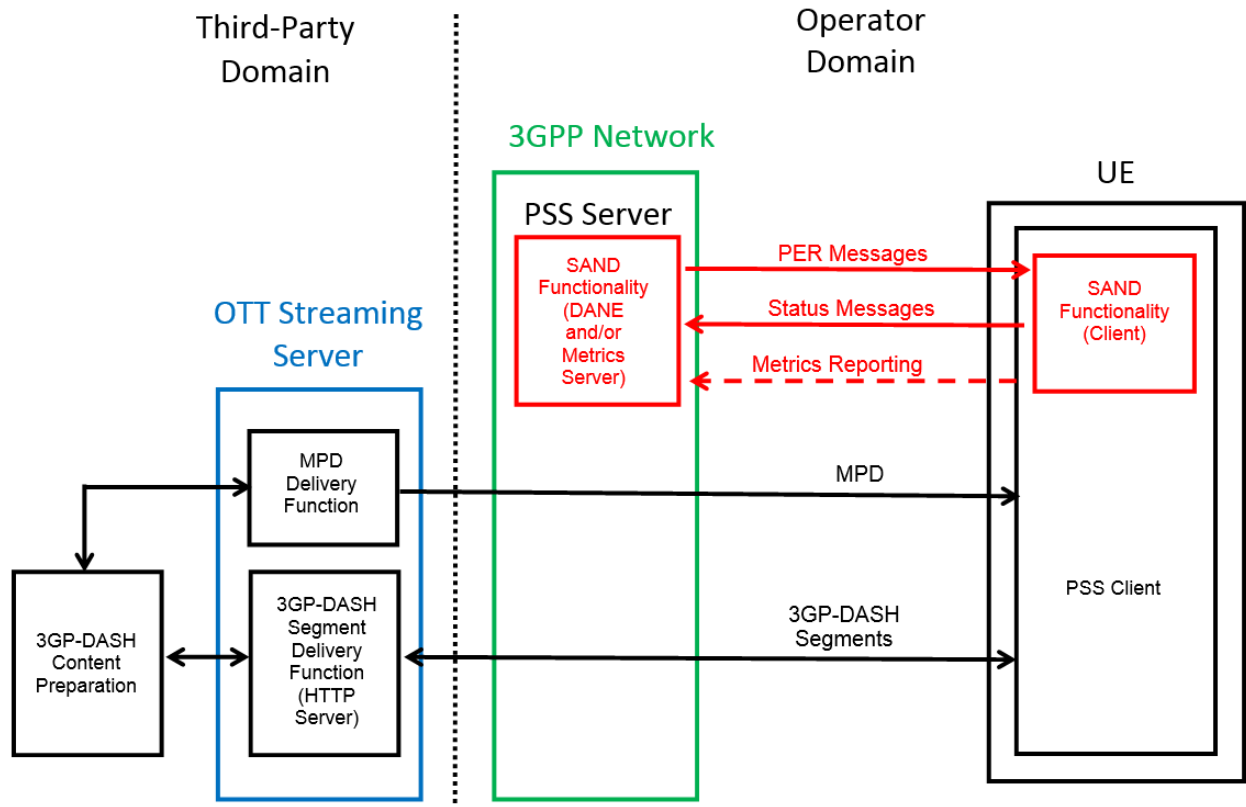 Third-Party
Domain
Operator
Domain
3GPP Network
UE
PSS Server
SAND
Functionality
(DANE
and/or
Metrics
Server)
PER Messages
Status Messages
Metrics Reporting
SAND
Functionality
(Client)
OTT Streaming
Server
MPD
Delivery
Function
MPD
3GP-DASH
Content
Preparation
3GP-DASH
Segment
Delivery
Function
(HTTP
Server)
3GP-DASH
Segments
PSS Client